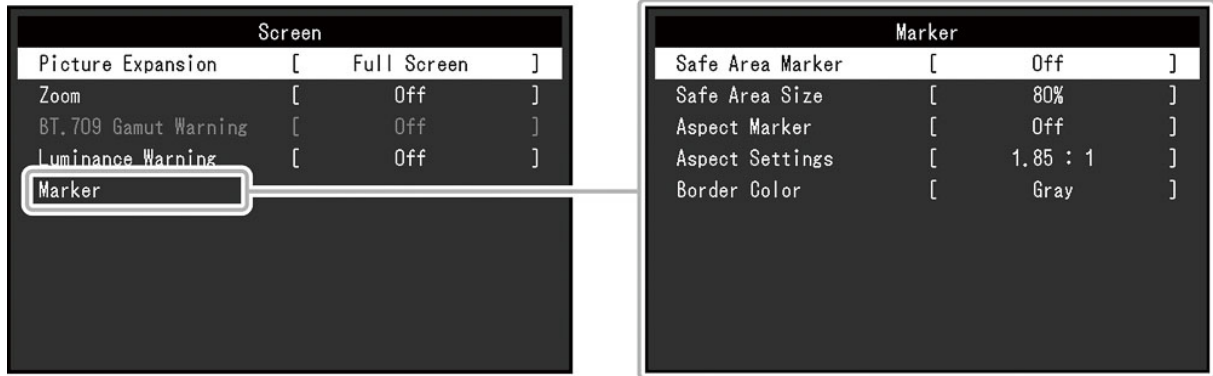 Screen
Picture Expansion [ Full Screen ]
Zoom [ Off ]
BT.709 Gamut Warning [ Off ]
Luminance Warning [ Off ]
Marker
Marker
Safe Area Marker [ Off ]
Safe Area Size [ 80% ]
Aspect Marker [ Off ]
Aspect Settings [ 1.85 : 1 ]
Border Color [ Gray ]